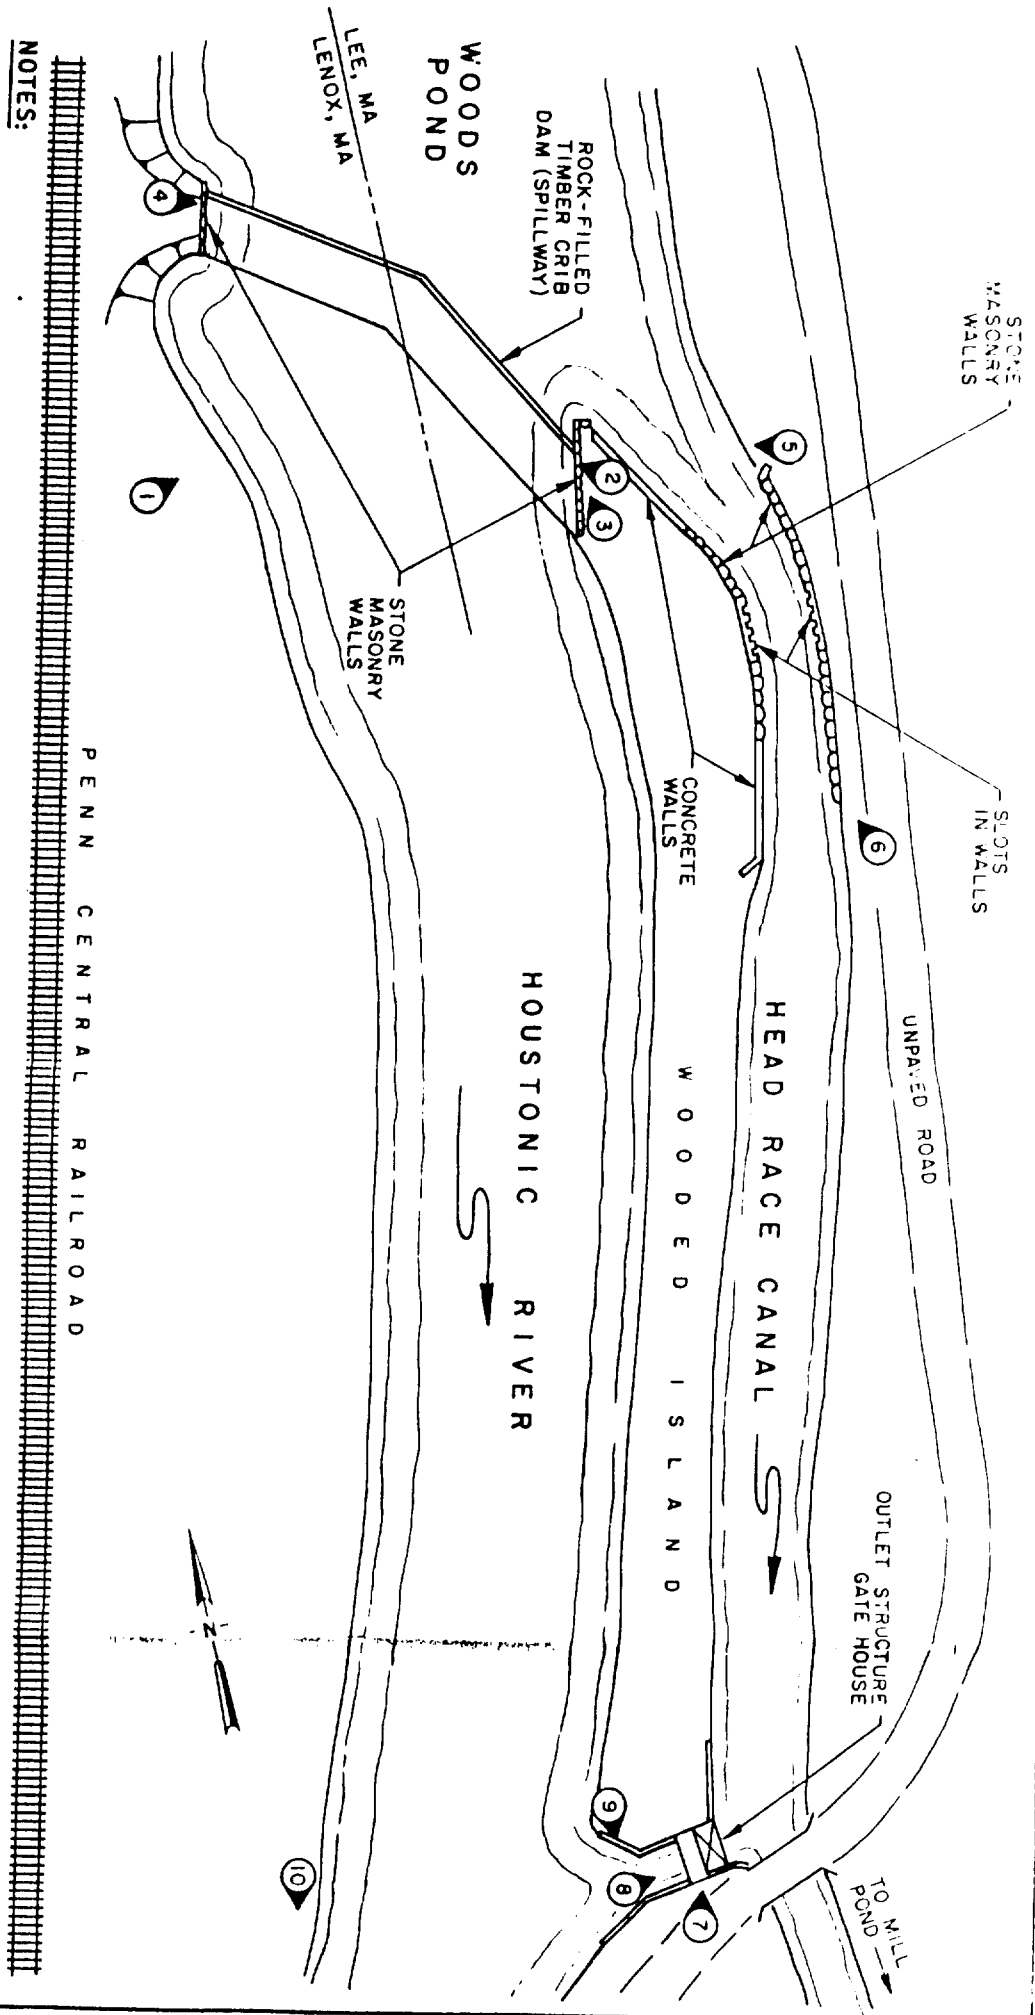 STONE
MASONRY
WALLS
SLOTS
IN WALLS
UNPAVED ROAD
TO MILL
POND
OUTLET STRUCTURE
GATE HOUSE
5
6
7
8
9
HEAD RACE CANAL
WOODED ISLAND
CONCRETE
WALLS
2
3
ROCK-FILLED
TIMBER CRIB
DAM (SPILLWAY)
WOODS
POND
HOUSTONIC RIVER
STONE
MASONRY
WALLS
LEE, MA
LENOX, MA
4
1
10
N
PENN CENTRAL RAILROAD
NOTES: